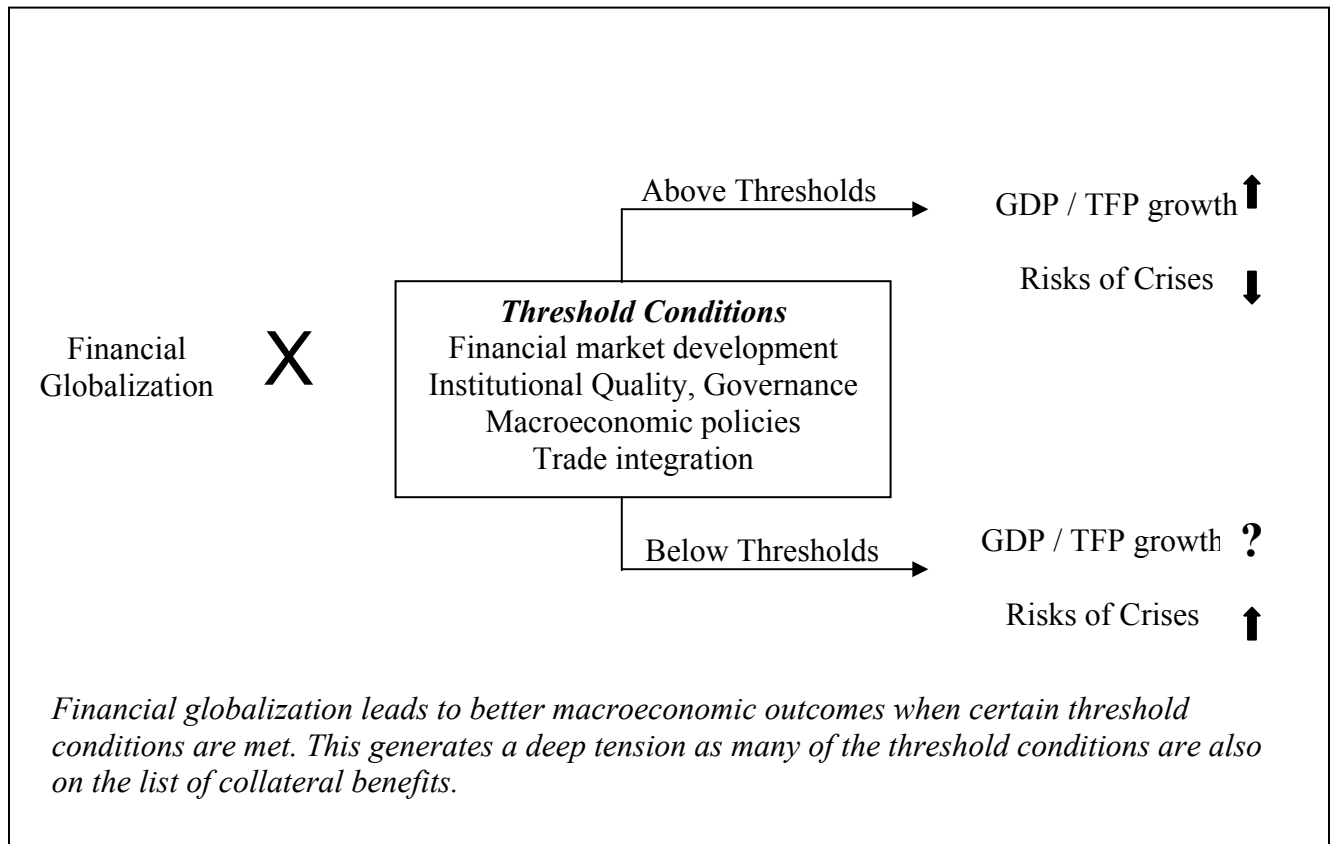 Above Thresholds
GDP / TFP growth
Risks of Crises
Financial
Globalization
X
Threshold Conditions
Financial market development
Institutional Quality, Governance
Macroeconomic policies
Trade integration
Below Thresholds
GDP / TFP growth ?
Risks of Crises
Financial globalization leads to better macroeconomic outcomes when certain threshold
conditions are met. This generates a deep tension as many of the threshold conditions are also
on the list of collateral benefits.